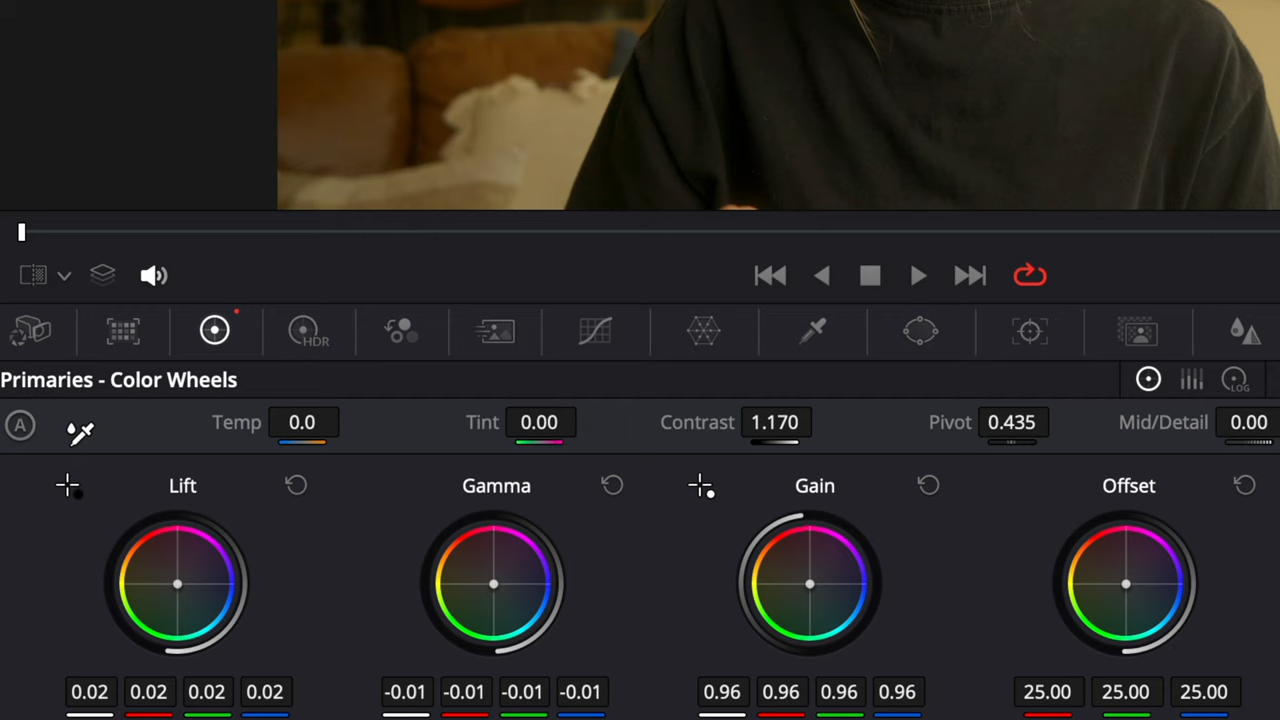 HDR
Primaries - Color Wheels
LOG
A
Temp 0.0 Tint 0.00 Contrast 1.170 Pivot 0.435 Mid/Detail 0.00
Lift Gamma Gain Offset
0.02 0.02 0.02 0.02 -0.01 -0.01 -0.01 -0.01 0.96 0.96 0.96 0.96 25.00 25.00 25.00